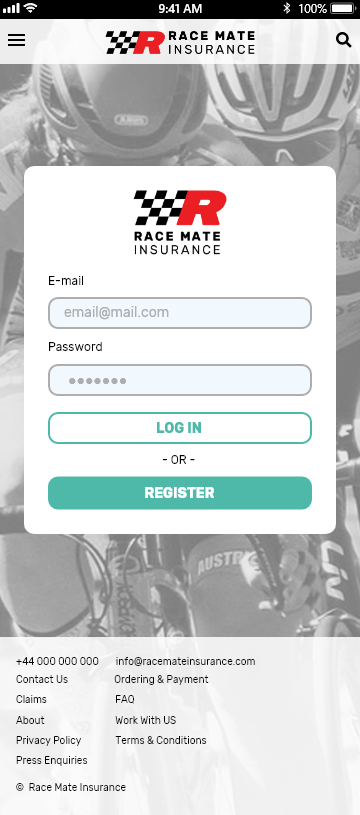 9:41 AM
100%
R RACE MATE
INSURANCE
R
RACE MATE
INSURANCE
E-mail
email@mail.com
Password
LOG IN
- OR -
REGISTER
AUSTRI
LIV
+44 000 000 000 info@racemateinsurance.com
Contact Us Ordering & Payment
Claims FAQ
About Work With US
Privacy Policy Terms & Conditions
Press Enquiries
© Race Mate Insurance